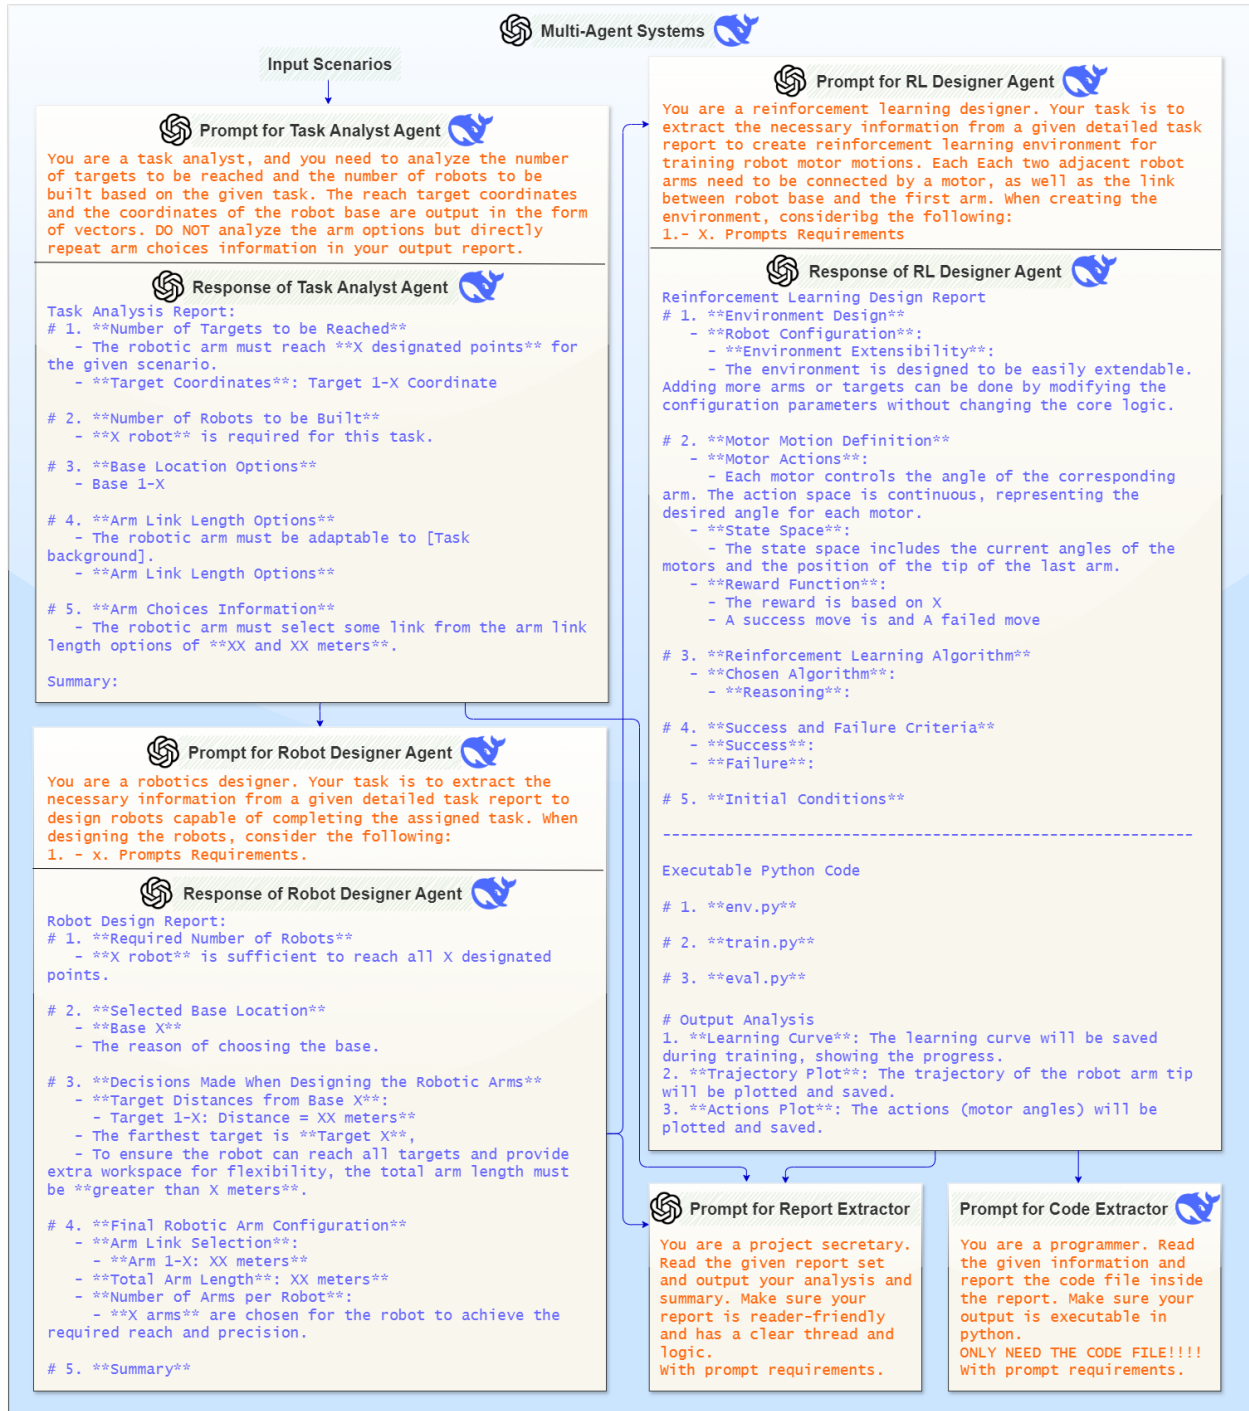 Multi-Agent Systems
Input Scenarios
Prompt for Task Analyst Agent
You are a task analyst, and you need to analyze the number
of targets to be reached and the number of robots to be
built based on the given task. The reach target coordinates
and the coordinates of the robot base are output in the form
of vectors. DO NOT analyze the arm options but directly
repeat arm choices information in your output report.
Response of Task Analyst Agent
Task Analysis Report:
# 1. **Number of Targets to be Reached**
- The robotic arm must reach **X designated points** for
the given scenario.
- **Target Coordinates**: Target 1-X Coordinate
# 2. **Number of Robots to be Built**
- **X robot** is required for this task.
# 3. **Base Location Options**
- Base 1-X
# 4. **Arm Link Length Options**
- The robotic arm must be adaptable to [Task
background].
- **Arm Link Length Options**
# 5. **Arm Choices Information**
- The robotic arm must select some link from the arm link
length options of **XX and XX meters**.
Summary:
Prompt for Robot Designer Agent
You are a robotics designer. Your task is to extract the
necessary information from a given detailed task report to
design robots capable of completing the assigned task. When
designing the robots, consider the following:
1. - x. Prompts Requirements.
Response of Robot Designer Agent
Robot Design Report:
# 1. **Required Number of Robots**
- **X robot** is sufficient to reach all X designated
points.
# 2. **Selected Base Location**
- **Base X**
- The reason of choosing the base.
# 3. **Decisions Made When Designing the Robotic Arms**
- **Target Distances from Base X**:
- Target 1-X: Distance = XX meters**
- The farthest target is **Target X**,
- To ensure the robot can reach all targets and provide
extra workspace for flexibility, the total arm length must
be **greater than X meters**.
# 4. **Final Robotic Arm Configuration**
- **Arm Link Selection**:
- **Arm 1-X: XX meters**
- **Total Arm Length**: XX meters**
- **Number of Arms per Robot**:
- **X arms** are chosen for the robot to achieve the
required reach and precision.
# 5. **Summary**
Prompt for RL Designer Agent
You are a reinforcement learning designer. Your task is to
extract the necessary information from a given detailed task
report to create reinforcement learning environment for
training robot motor motions. Each Each two adjacent robot
arms need to be connected by a motor, as well as the link
between robot base and the first arm. When creating the
environment, consideribg the following:
1.- X. Prompts Requirements
Response of RL Designer Agent
Reinforcement Learning Design Report
# 1. **Environment Design**
- **Robot Configuration**:
- **Environment Extensibility**:
- The environment is designed to be easily extendable.
Adding more arms or targets can be done by modifying the
configuration parameters without changing the core logic.
# 2. **Motor Motion Definition**
- **Motor Actions**:
- Each motor controls the angle of the corresponding
arm. The action space is continuous, representing the
desired angle for each motor.
- **State Space**:
- The state space includes the current angles of the
motors and the position of the tip of the last arm.
- **Reward Function**:
- The reward is based on X
- A success move is and A failed move
# 3. **Reinforcement Learning Algorithm**
- **Chosen Algorithm**:
- **Reasoning**:
# 4. **Success and Failure Criteria**
- **Success**:
- **Failure**:
# 5. **Initial Conditions**
-----------------------------------------------------------
Executable Python Code
# 1. **env.py**
# 2. **train.py**
# 3. **eval.py**
# Output Analysis
1. **Learning Curve**: The learning curve will be saved
during training, showing the progress.
2. **Trajectory Plot**: The trajectory of the robot arm tip
will be plotted and saved.
3. **Actions Plot**: The actions (motor angles) will be
plotted and saved.
Prompt for Report Extractor
You are a project secretary.
Read the given report set
and output your analysis and
summary. Make sure your
report is reader-friendly
and has a clear thread and
logic.
With prompt requirements.
Prompt for Code Extractor
You are a programmer. Read
the given information and
report the code file inside
the report. Make sure your
output is executable in
python.
ONLY NEED THE CODE FILE!!!!
With prompt requirements.